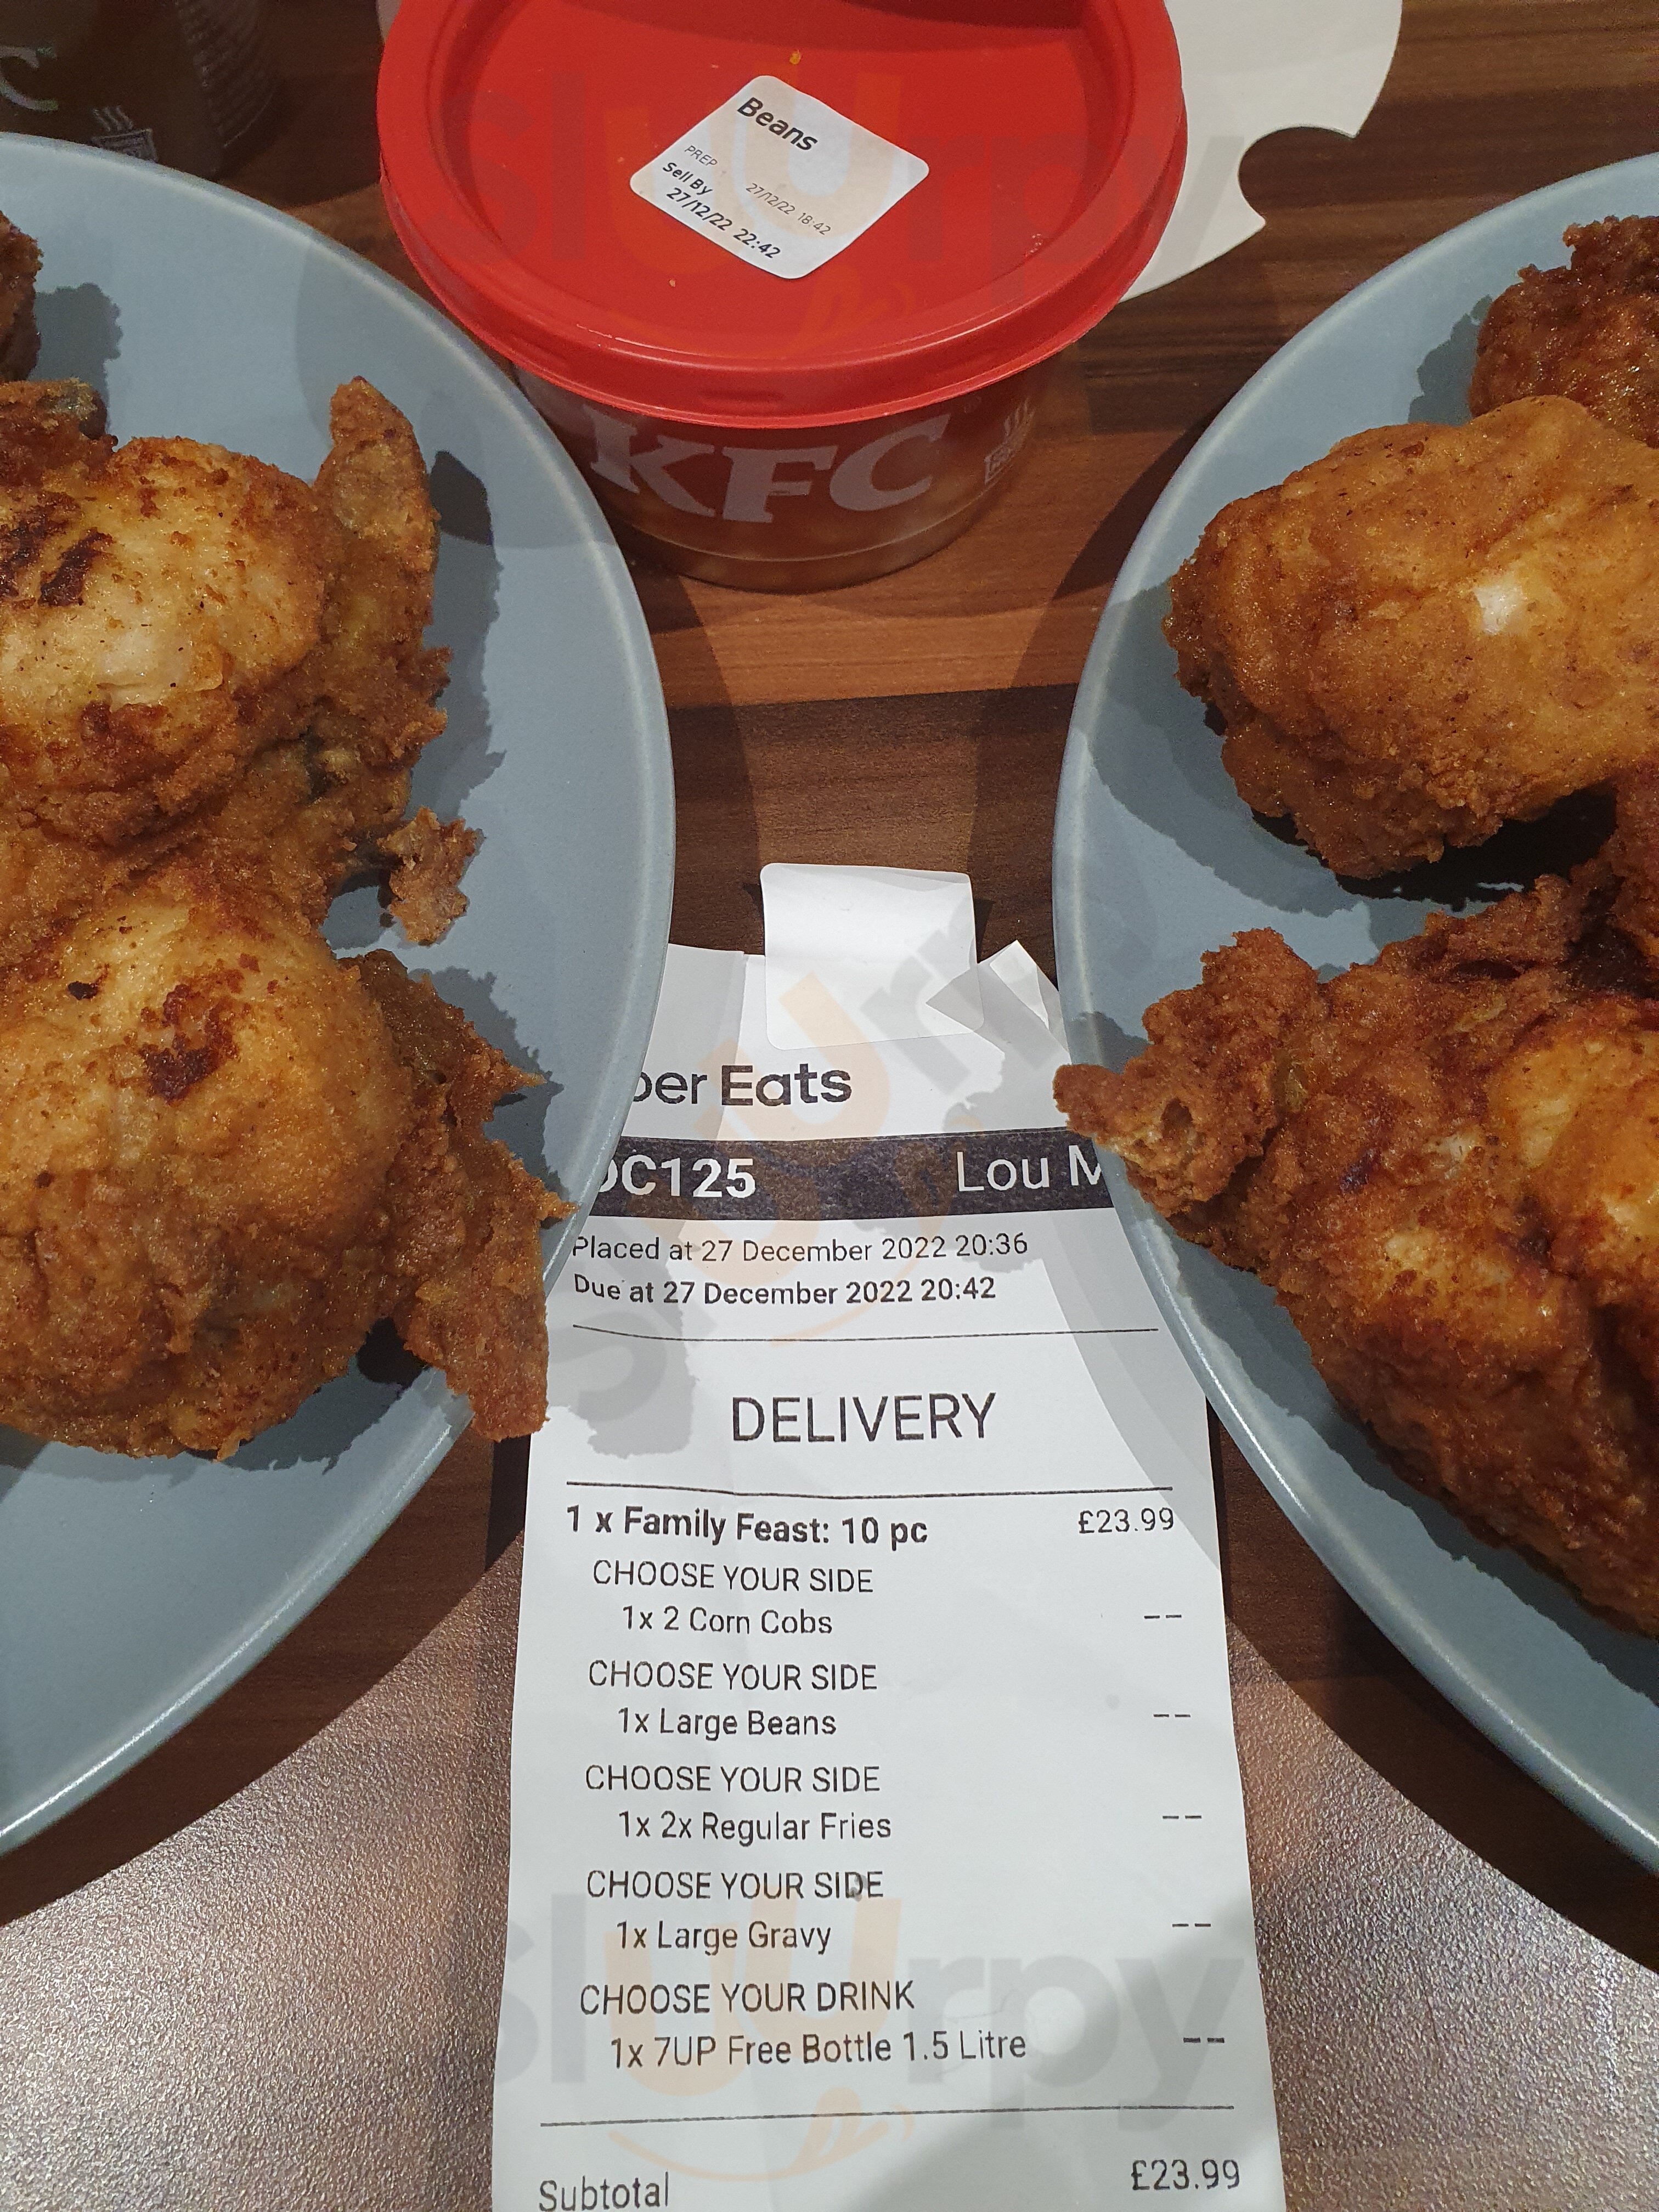 Beans
PREP 27/12/22 18:42
Sell By
27/12/22 22:42
KFC
Eats
C125 Lou M
Placed at 27 December 2022 20:36
Due at 27 December 2022 20:42
DELIVERY
1 x Family Feast: 10 pc £23.99
CHOOSE YOUR SIDE
1x 2 Corn Cobs --
CHOOSE YOUR SIDE
1x Large Beans --
CHOOSE YOUR SIDE
1x 2x Regular Fries --
CHOOSE YOUR SIDE
1x Large Gravy --
CHOOSE YOUR DRINK
1x 7UP Free Bottle 1.5 Litre --
Subtotal £23.99
Sluurpy
Sluurpy
Sluurpy